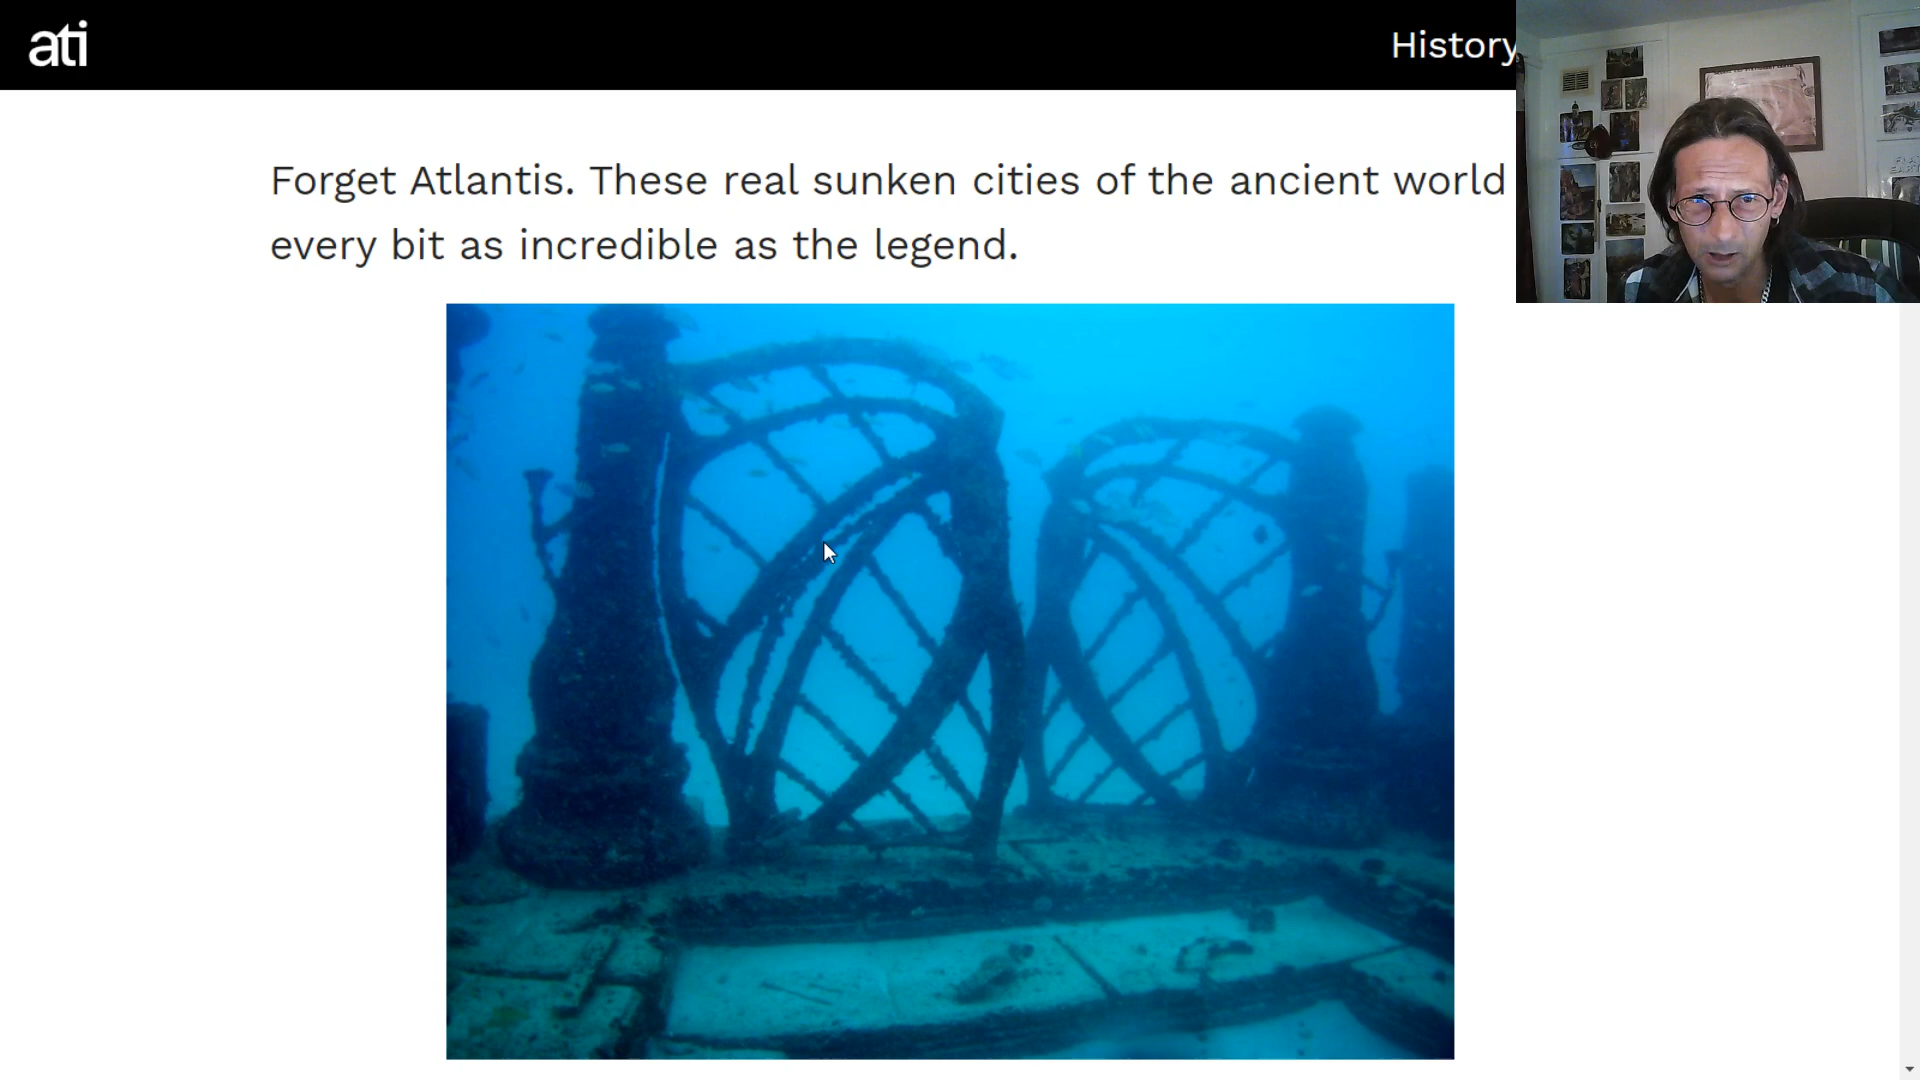 ati
History
Forget Atlantis. These real sunken cities of the ancient world
every bit as incredible as the legend.